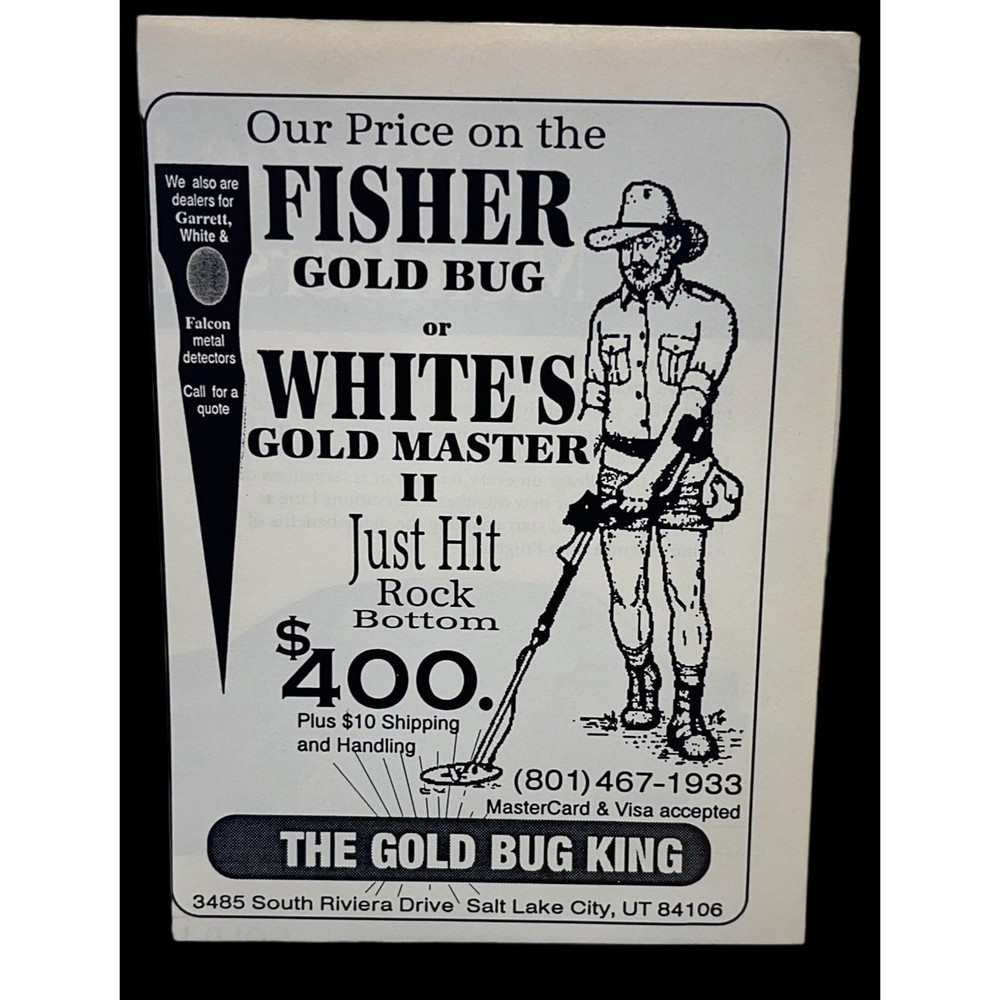 Our Price on the
FISHER
GOLD BUG
or
WHITE'S
GOLD MASTER
II
Just Hit
Rock
Bottom
$400.
Plus $10 Shipping
and Handling
We also are
dealers for
Garrett,
White &
Falcon
metal
detectors
Call for a
quote
(801) 467-1933
MasterCard & Visa accepted
THE GOLD BUG KING
3485 South Riviera Drive Salt Lake City, UT 84106